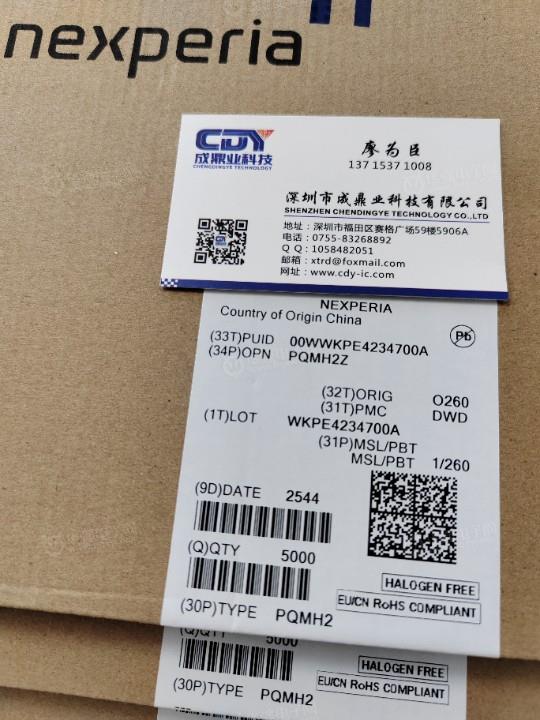 nexperia
CDY
成鼎业科技
CHENGDINGYE TECHNOLOGY
廖为臣
137 1537 1008
深圳市成鼎业科技有限公司
SHENZHEN CHENDINGYE TECHNOLOGY CO.,LTD
地址：深圳市福田区赛格广场59楼5906A
电话：0755-83268892
Q Q：1058482051
邮箱：xtrd@foxmail.com
网址：www.cdy-ic.com
NEXPERIA
Country of Origin China
Pb
(33T)PUID 00WWKPE4234700A
(34P)OPN PQMH2Z
(32T)ORIG O260
(31T)PMC DWD
(1T)LOT WKPE4234700A
(31P)MSL/PBT
MSL/PBT 1/260
(9D)DATE 2544
(Q)QTY 5000
HALOGEN FREE
EU/CN RoHS COMPLIANT
(30P)TYPE PQMH2
(Q)QTY 5000
HALOGEN FREE
EU/CN RoHS COMPLIANT
(30P)TYPE PQMH2